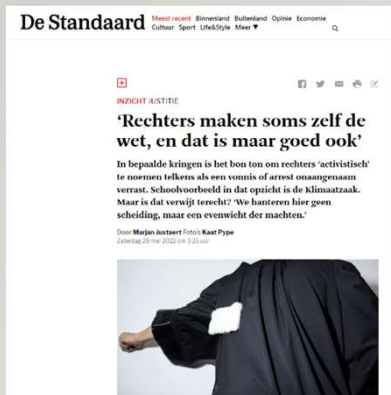 De Standaard
Meest recent Binnenland Buitenland Opinie Economie
Cultuur Sport Life&Style Meer ▼
INZICHT JUSTITIE
‘Rechters maken soms zelf de
wet, en dat is maar goed ook’
In bepaalde kringen is het bon ton om rechters ‘activistisch’
te noemen telkens als een vonnis of arrest onaangenaam
verrast. Schoolvoorbeeld in dat opzicht is de Klimaatzaak.
Maar is dat verwijt terecht? ‘We hanteren hier geen
scheiding, maar een evenwicht der machten.’
Door Marjan Justaert Foto's Kaat Pype
Zaterdag 28 mei 2022 om 3.25 uur